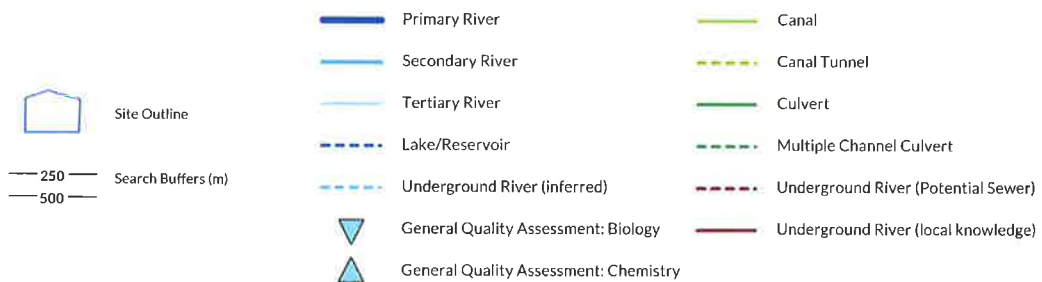 Site Outline
250
500
Search Buffers (m)
Primary River
Secondary River
Tertiary River
Lake/Reservoir
Underground River (inferred)
General Quality Assessment: Biology
General Quality Assessment: Chemistry
Canal
Canal Tunnel
Culvert
Multiple Channel Culvert
Underground River (Potential Sewer)
Underground River (local knowledge)